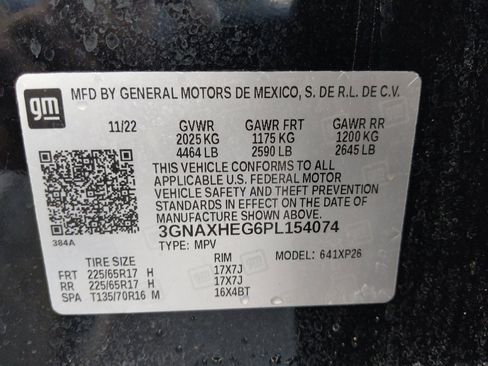 gm
MFD BY GENERAL MOTORS DE MEXICO, S. DE R.L. DE C.V.
11/22 GVWR GAWR FRT GAWR RR
2025 KG 1175 KG 1200 KG
4464 LB 2590 LB 2645 LB
THIS VEHICLE CONFORMS TO ALL
APPLICABLE U.S. FEDERAL MOTOR
VEHICLE SAFETY AND THEFT PREVENTION
STANDARDS IN EFFECT ON THE DATE OF
MANUFACTURE SHOWN ABOVE.
3GNAXHEG6PL154074
384A
TYPE: MPV MODEL: 641XP26
TIRE SIZE RIM
FRT 225/65R17 H 17X7J
RR 225/65R17 H 17X7J
SPA T135/70R16 M 16X4BT